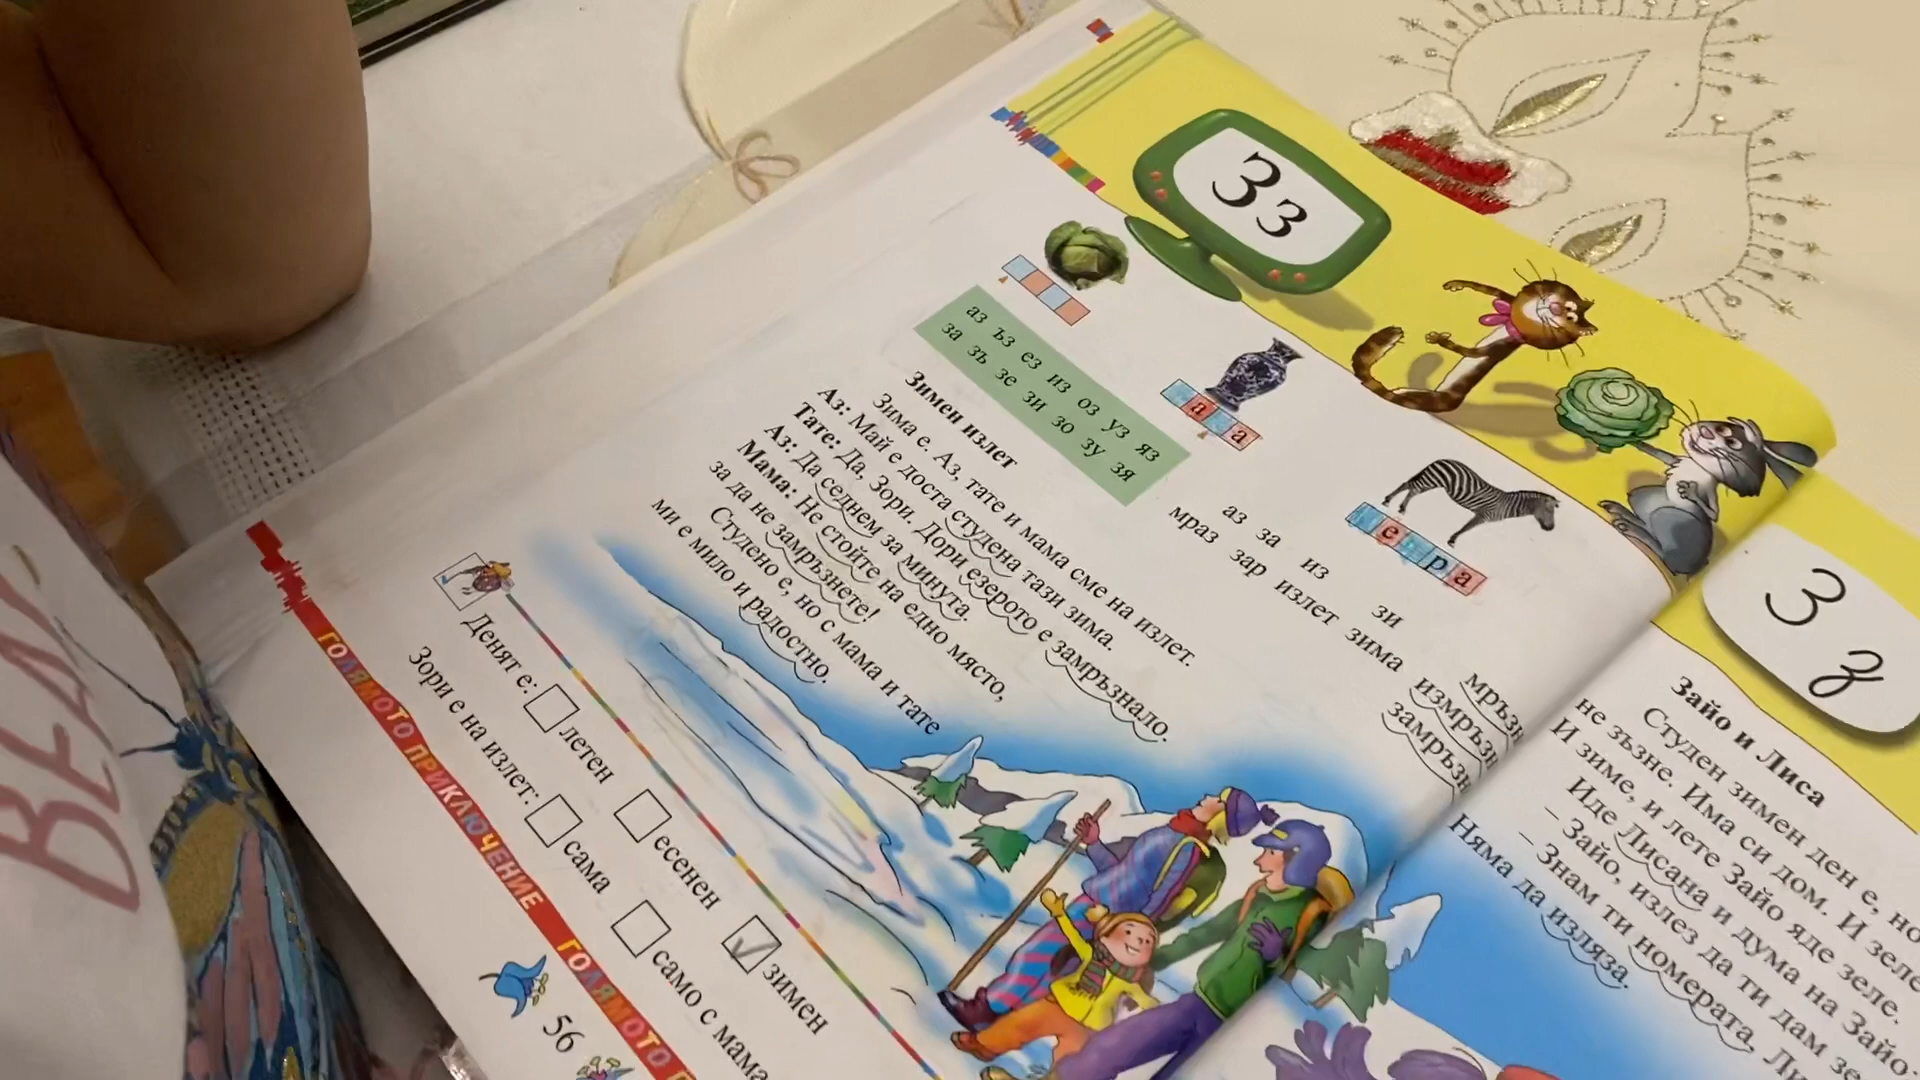 Зз
аз ъз ез из оз уз яз
за зъ зе зи зо зу зя
а а
е р а
Зимен излет
Зима е. Аз, тате и мама сме на излет.
Аз: Май е доста студена тази зима.
Тате: Да, Зори. Дори езерото е замръзнало.
Аз: Да седнем за минута.
Мама: Не стойте на едно място,
за да не замръзнете!
Студено е, но с мама и тате
ми е мило и радостно.
аз за из зи
мраз зар излет зима
Денят е: летен есенен зимен
Зори е на излет: сама само с мама
56
ГОЛЯМОТО ПРИКЛЮЧЕНИЕ ГОЛЯМОТО
З з
Зайо и Лиса
Студен зимен ден е, но
не зъзне. Има си дом. И зеле
И зиме, и лете Зайо яде зеле.
Иде Лисана и дума на Зайо:
– Зайо, излез да ти дам
– Знам ти номерата,
Няма да изляза.